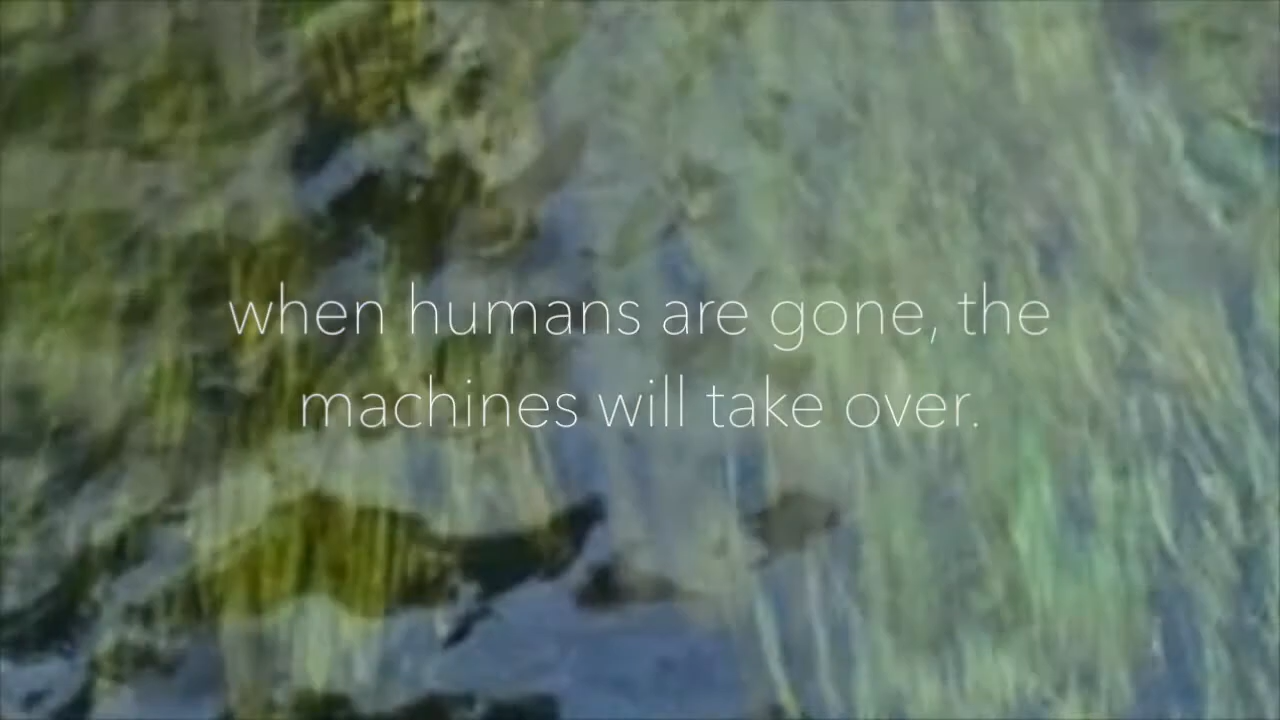 when humans are gone, the
machines will take over.